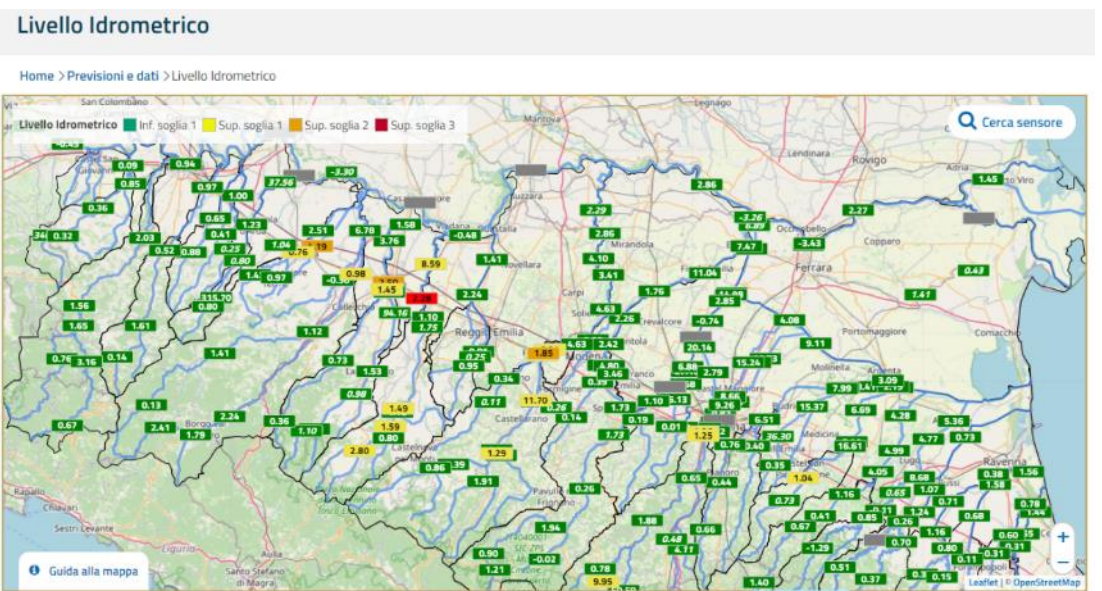 Livello Idrometrico
Home > Previsioni e dati > Livello Idrometrico
San Colombano
Mantova
Legnago
Livello Idrometrico Inf. soglia 1 Sup. soglia 1 Sup. soglia 2 Sup. soglia 3
Cerca sensore
Lendinara
Rovigo
Adria
0.09 0.94 -3.30
0.85 0.97 37.56 2.86 1.45
1.00
0.36 2.29 -3.26 2.27
0.65 1.23 2.51 6.78 1.58
0.32 2.03 0.41 3.76 -0.48 2.86 7.47 -3.43 Copparo
Mirandola
0.52 0.88 0.25 1.04 0.76
0.80 8.59 1.41 4.10 Ferrara
0.97 0.98 3.41 11.04 0.43
1.45 2.24 Carpi 1.76 2.85 1.41
1.56 315.70 0.80
94.16 1.10 4.63 2.26 -0.74 4.08
1.65 1.61 1.12 1.75 Reggio Emilia Portomaggiore Comacchio
4.63 2.42 20.14 9.11
0.76 3.16 0.14 1.41 0.73 0.25 0.95 1.85 Modena 15.24
1.53 4.80 3.46 6.88 2.79 Molinella Argenta
0.34 3.09
0.98 11.70 7.99
0.13 1.49 0.11 0.26 1.73 1.10 9.26 15.37 6.69 4.28
2.24 Castellarano 0.14 0.19 6.51 5.36
0.67 2.41 1.79 0.36 1.10 1.59 1.73 0.01 1.25 36.30 Medicina 4.77 0.73
0.80 0.76 16.61
2.80 1.29 4.99
0.86 0.35 Ravenna
1.91 0.65 0.44 1.04 4.05 8.68 0.38 1.56
1.58
Rapallo 0.26 0.73 1.16 0.65 1.07
Chiavari 0.71 0.78
Sestri Levante 1.94 1.88 0.66 0.67 0.41 0.85 0.26 1.24 0.68
0.48 4.11 1.16 0.60
Liguria 0.90 -0.02 -1.29 0.70 0.80 0.31
Aulla 0.11
1.21 0.78 0.51
Guida alla mappa Santo Stefano di Magra 9.95 1.40 0.37 0.15
+
−
Leaflet | © OpenStreetMap